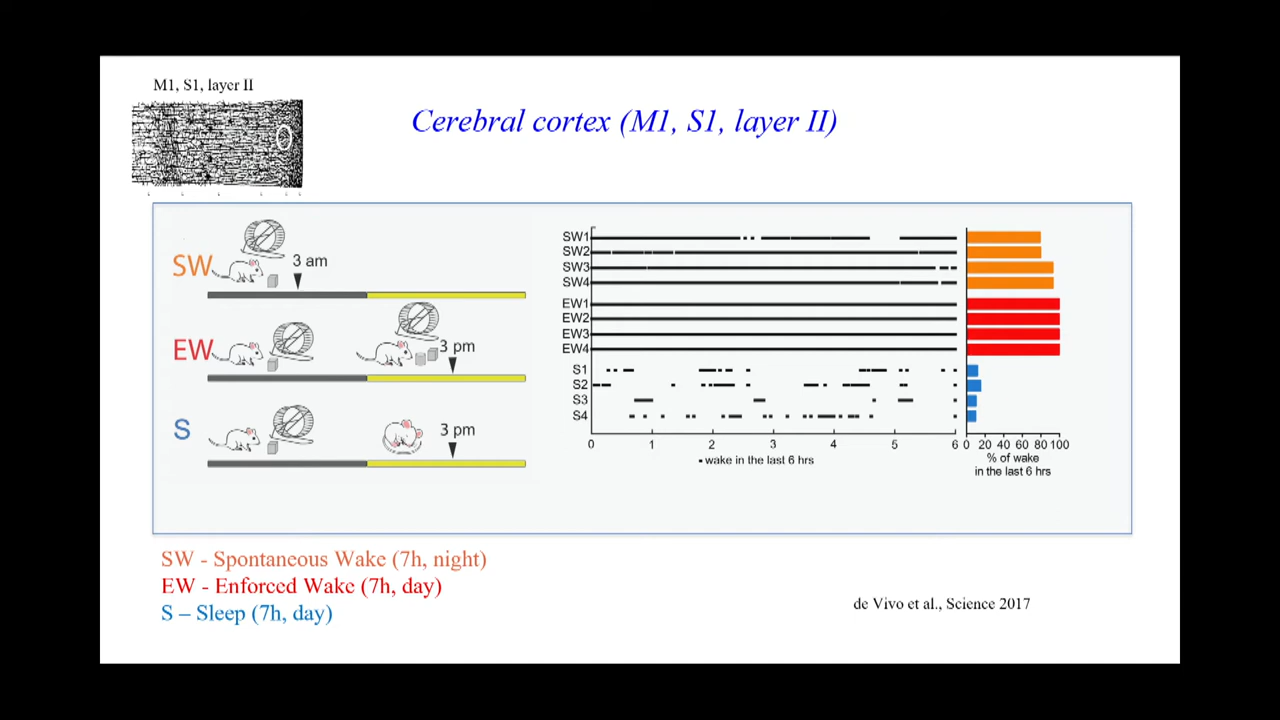 M1, S1, layer II
Cerebral cortex (M1, S1, layer II)
SW
3 am
EW
3 pm
S
3 pm
SW1
SW2
SW3
SW4
EW1
EW2
EW3
EW4
S1
S2
S3
S4
0 1 2 3 4 5 6
wake in the last 6 hrs
0 20 40 60 80 100
% of wake
in the last 6 hrs
SW - Spontaneous Wake (7h, night)
EW - Enforced Wake (7h, day)
S – Sleep (7h, day)
de Vivo et al., Science 2017